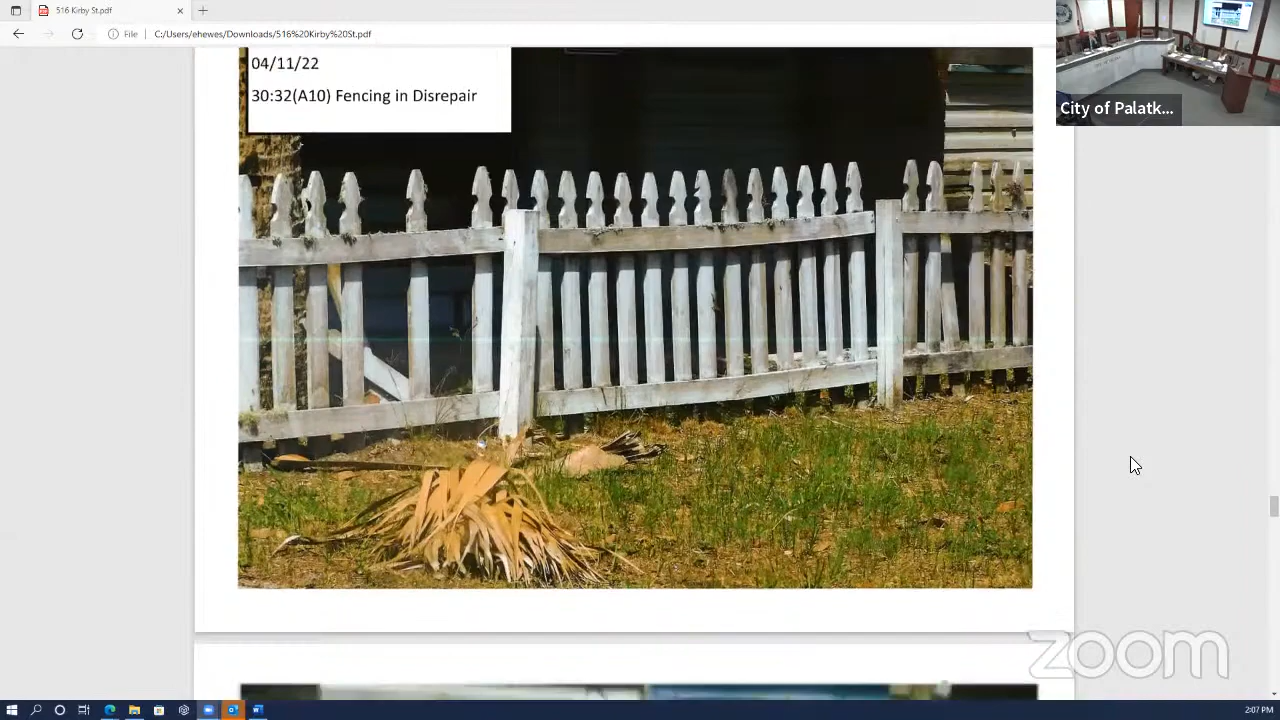 516 Kirby St.pdf
File
C:/Users/ehewes/Downloads/516%20Kirby%20St.pdf
City of Palatk...
04/11/22
30:32(A10) Fencing in Disrepair
zoom
2:07 PM